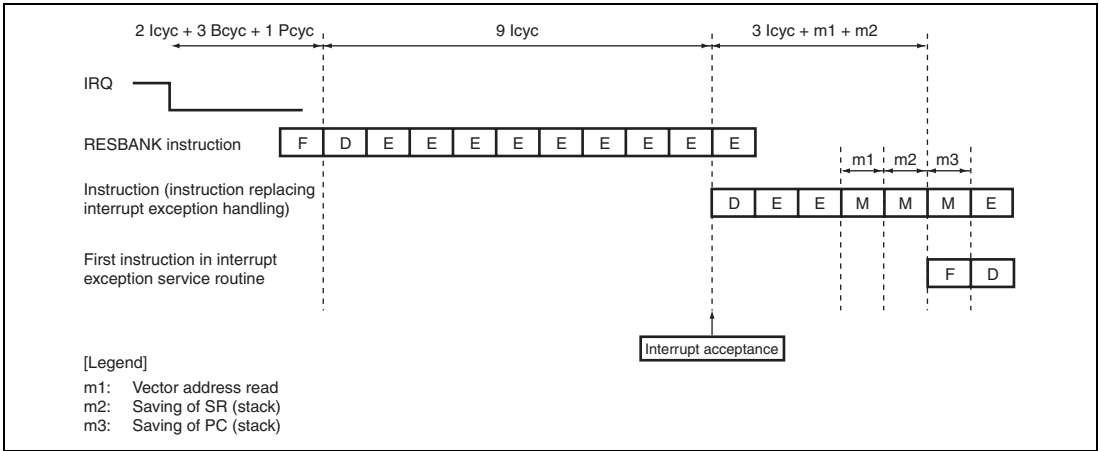 2 Icyc + 3 Bcyc + 1 Pcyc 9 Icyc 3 Icyc + m1 + m2
IRQ
RESBANK instruction F D E E E E E E E E E
m1 m2 m3
Instruction (instruction replacing
interrupt exception handling)
D E E M M M E
First instruction in interrupt
exception service routine
F D
Interrupt acceptance
[Legend]
m1: Vector address read
m2: Saving of SR (stack)
m3: Saving of PC (stack)